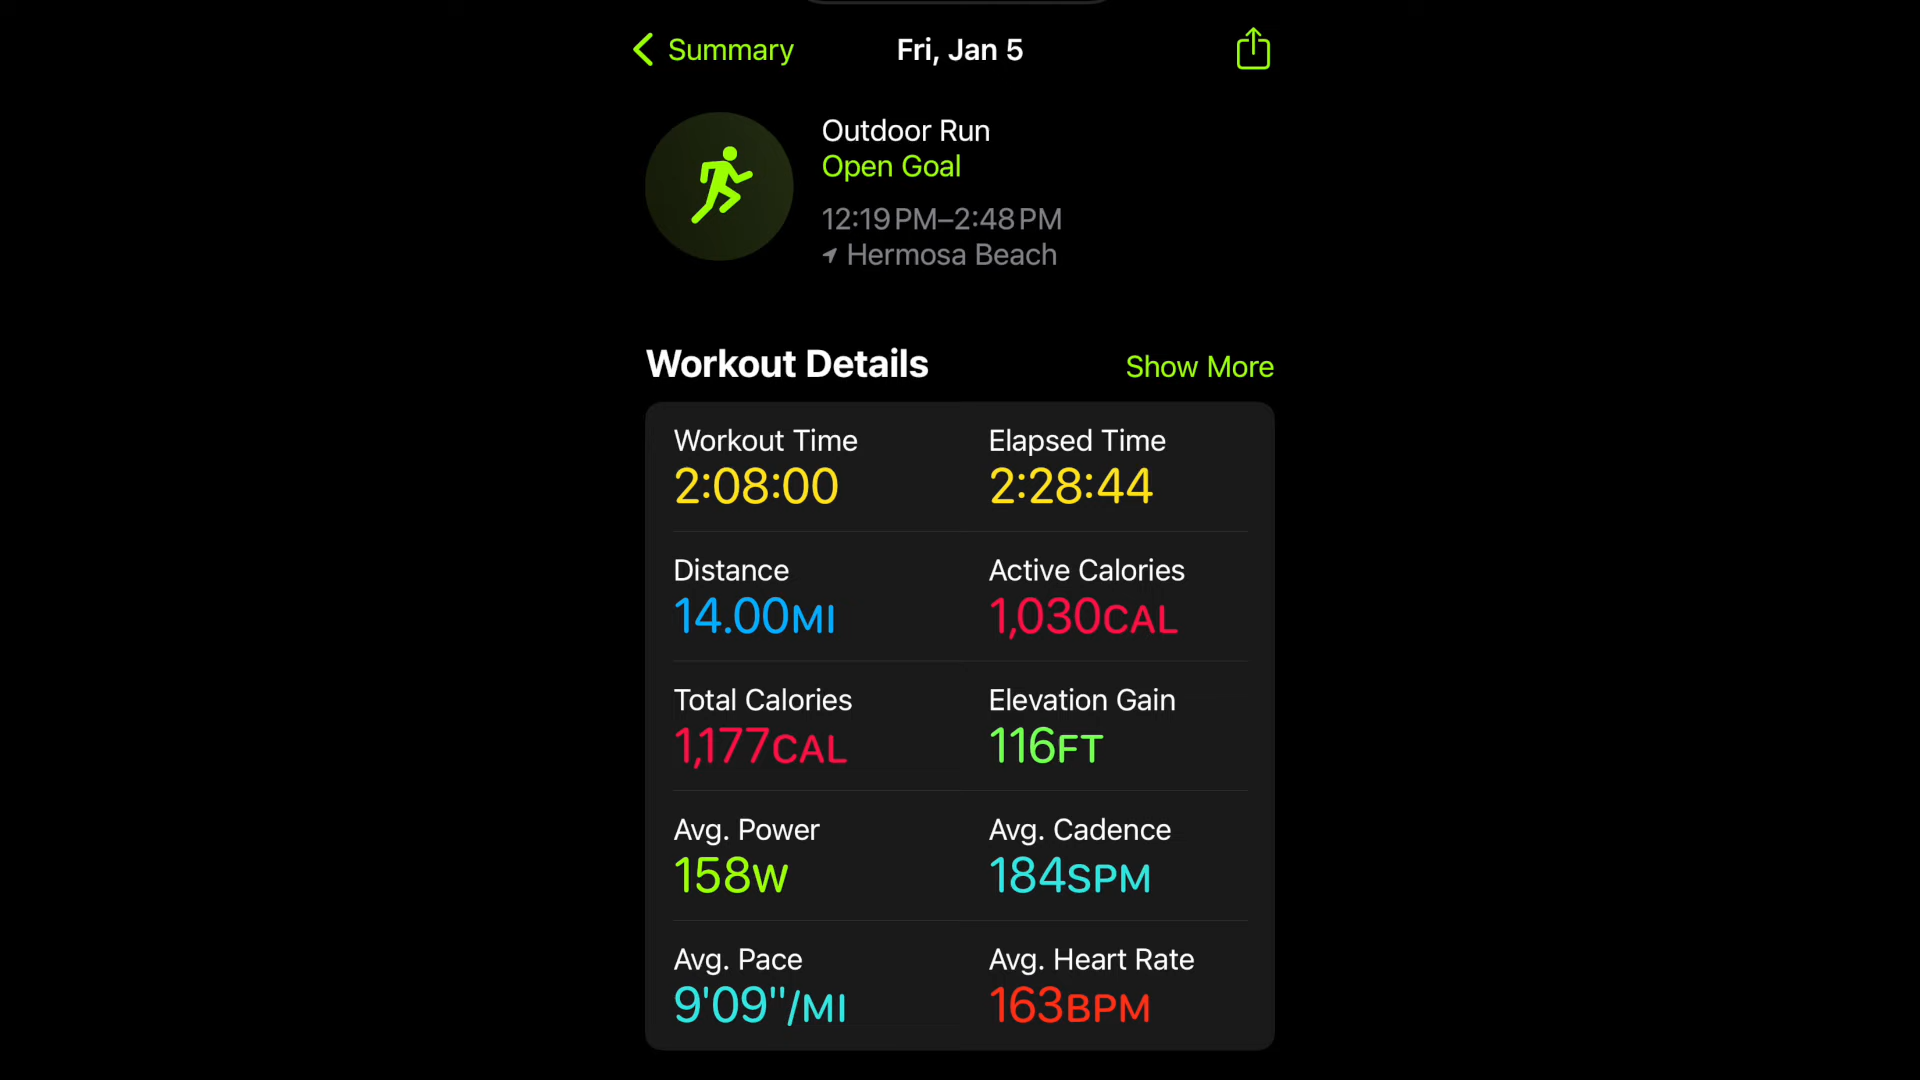 Summary
Fri, Jan 5
Outdoor Run
Open Goal
12:19 PM–2:48 PM
Hermosa Beach
Workout Details
Show More
Workout Time
Elapsed Time
2:08:00
2:28:44
Distance
Active Calories
14.00MI
1,030CAL
Total Calories
Elevation Gain
1,177CAL
116FT
Avg. Power
Avg. Cadence
158W
184SPM
Avg. Pace
Avg. Heart Rate
9'09"/MI
163BPM